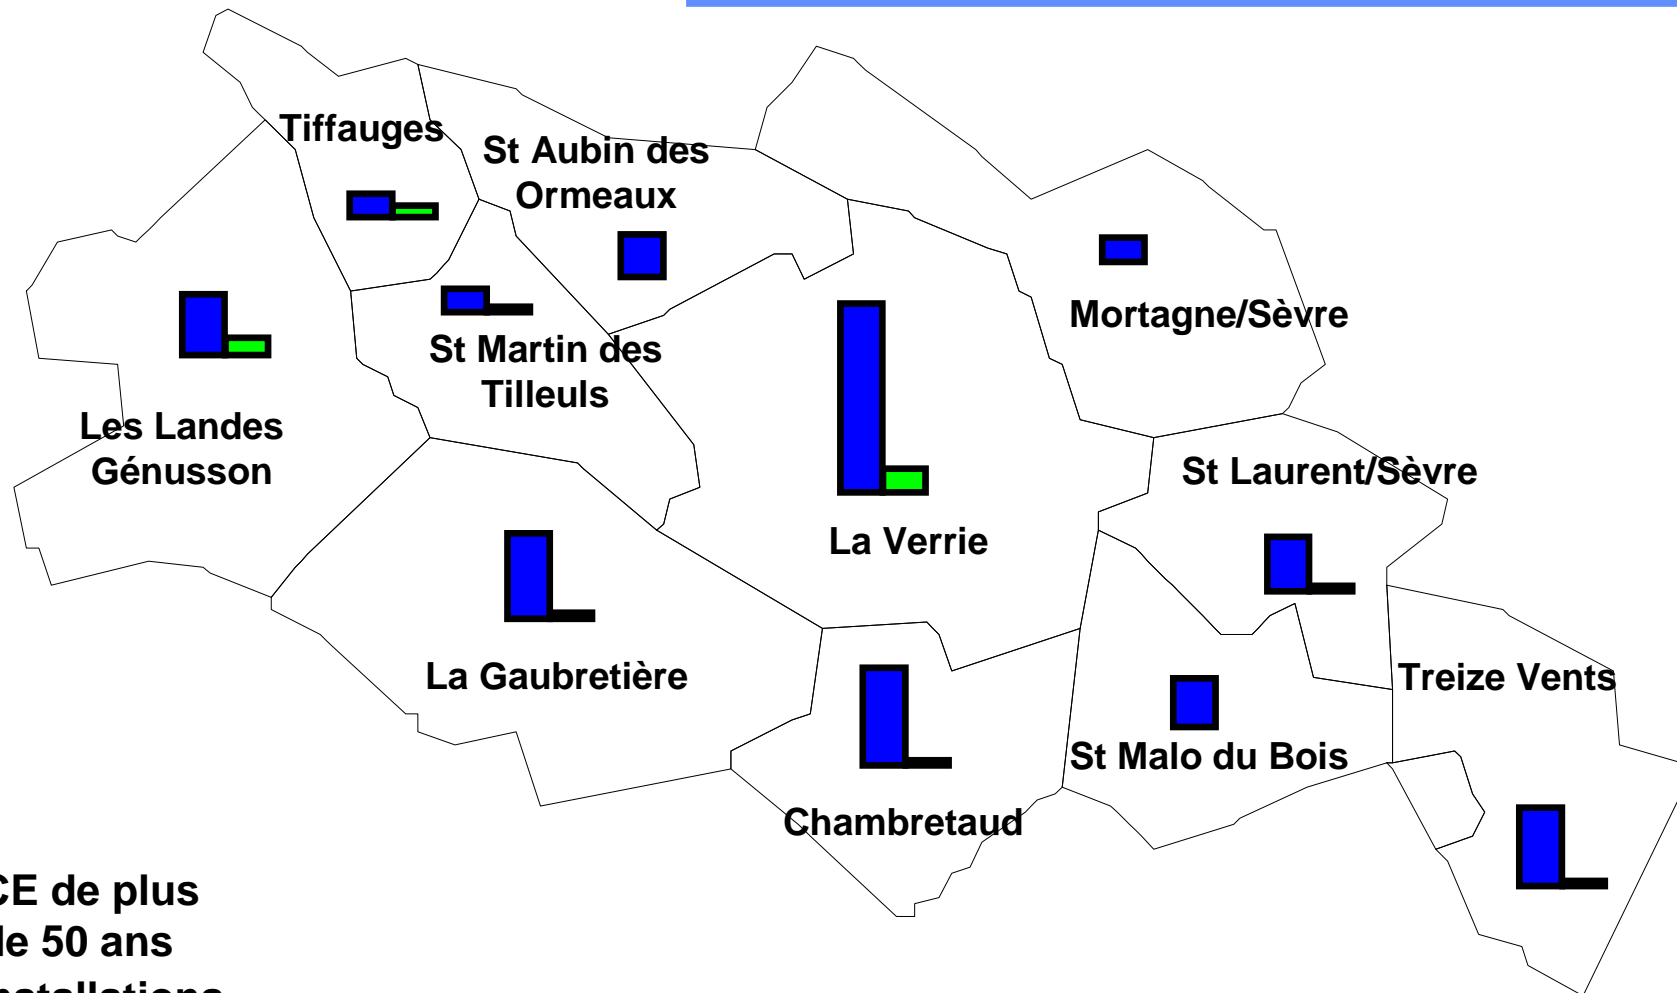 Tiffauges
St Aubin des
Ormeaux
Mortagne/Sèvre
St Martin des
Tilleuls
Les Landes
Génusson
St Laurent/Sèvre
La Verrie
La Gaubretière
Treize Vents
St Malo du Bois
Chambretaud
CE de plus
de 50 ans